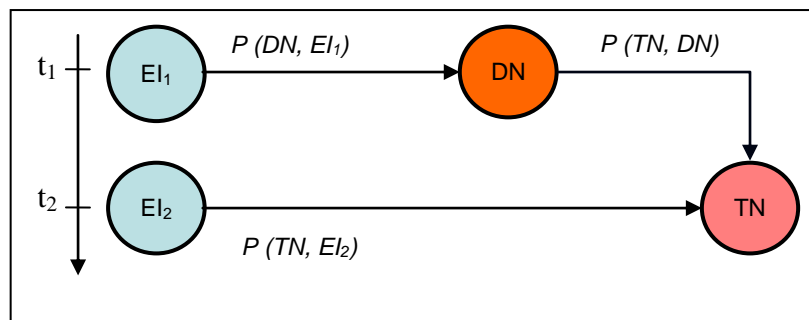 P (DN, EI₁) P (TN, DN)
t₁ EI₁ DN
t₂ EI₂ TN
P (TN, EI₂)